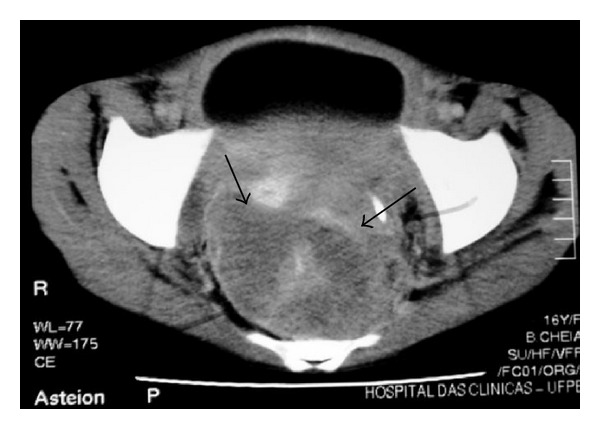 R
WL=77
WW=175
CE
Asteion P
16Y/F
B CHEIA
SU/HF/VFF
/FC01/ORG/
HOSPITAL DAS CLINICAS - UFPE